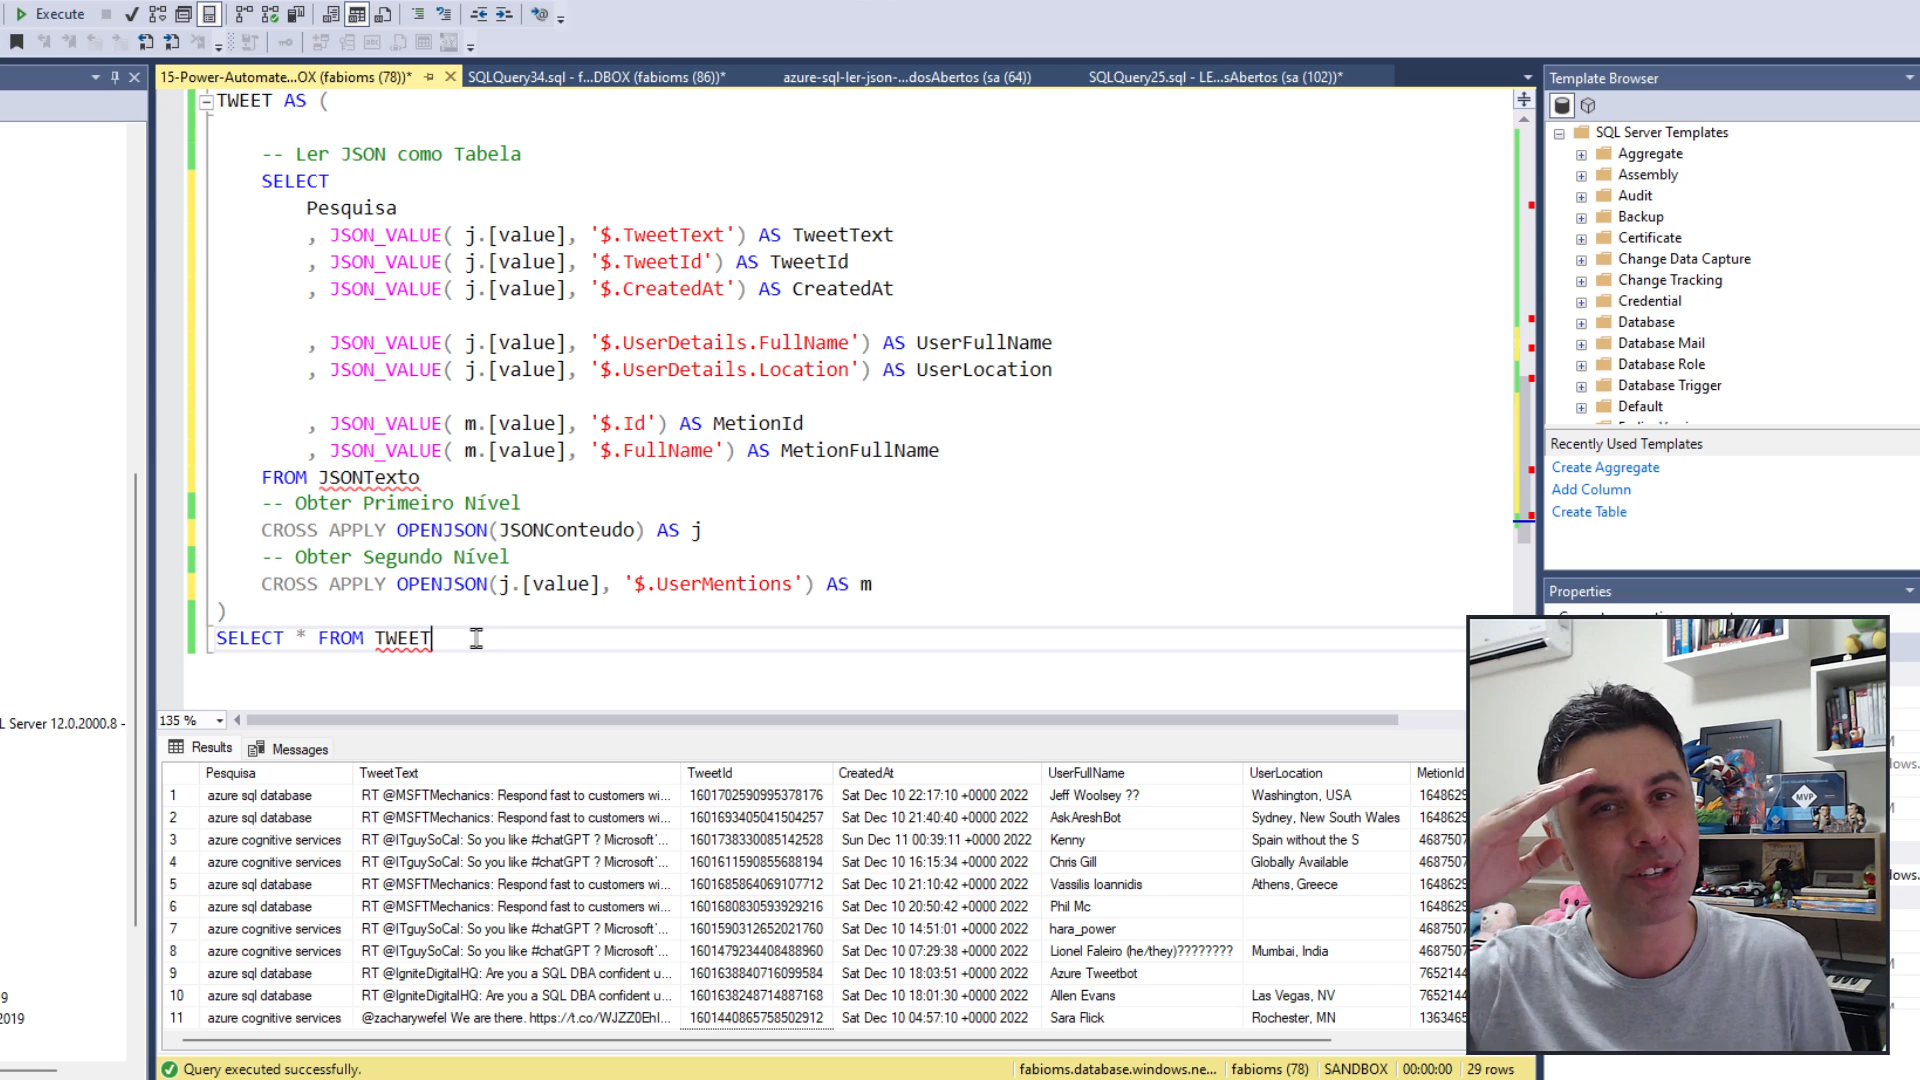 Execute
15-Power-Automate...OX (fabioms (78))*
SQLQuery34.sql - f...DBOX (fabioms (86))*
azure-sql-ler-json-...dosAbertos (sa (64))
SQLQuery25.sql - LE...sAbertos (sa (102))*
TWEET AS (
-- Ler JSON como Tabela
SELECT
Pesquisa
, JSON_VALUE( j.[value], '$.TweetText') AS TweetText
, JSON_VALUE( j.[value], '$.TweetId') AS TweetId
, JSON_VALUE( j.[value], '$.CreatedAt') AS CreatedAt
, JSON_VALUE( j.[value], '$.UserDetails.FullName') AS UserFullName
, JSON_VALUE( j.[value], '$.UserDetails.Location') AS UserLocation
, JSON_VALUE( m.[value], '$.Id') AS MetionId
, JSON_VALUE( m.[value], '$.FullName') AS MetionFullName
FROM JSONTexto
-- Obter Primeiro Nível
CROSS APPLY OPENJSON(JSONConteudo) AS j
-- Obter Segundo Nível
CROSS APPLY OPENJSON(j.[value], '$.UserMentions') AS m
)
SELECT * FROM TWEET
L Server 12.0.2000.8 -
9
2019
135 %
Results
Messages
Pesquisa TweetText TweetId CreatedAt UserFullName UserLocation MetionId
1 azure sql database RT @MSFTMechanics: Respond fast to customers wi... 1601702590995378176 Sat Dec 10 22:17:10 +0000 2022 Jeff Woolsey ?? Washington, USA 1648629
2 azure sql database RT @MSFTMechanics: Respond fast to customers wi... 1601693405041504257 Sat Dec 10 21:40:40 +0000 2022 AskAreshBot Sydney, New South Wales 1648629
3 azure cognitive services RT @ITguySoCal: So you like #chatGPT ? Microsoft'... 1601738330085142528 Sun Dec 11 00:39:11 +0000 2022 Kenny Spain without the S 4687507
4 azure cognitive services RT @ITguySoCal: So you like #chatGPT ? Microsoft'... 1601611590855688194 Sat Dec 10 16:15:34 +0000 2022 Chris Gill Globally Available 4687507
5 azure sql database RT @MSFTMechanics: Respond fast to customers wi... 1601685864069107712 Sat Dec 10 21:10:42 +0000 2022 Vassilis Ioannidis Athens, Greece 1648629
6 azure sql database RT @MSFTMechanics: Respond fast to customers wi... 1601680830593929216 Sat Dec 10 20:50:42 +0000 2022 Phil Mc 1648629
7 azure cognitive services RT @ITguySoCal: So you like #chatGPT ? Microsoft'... 1601590312652021760 Sat Dec 10 14:51:01 +0000 2022 hara_power 4687507
8 azure cognitive services RT @ITguySoCal: So you like #chatGPT ? Microsoft'... 1601479234408488960 Sat Dec 10 07:29:38 +0000 2022 Lionel Faleiro (he/they)???????? Mumbai, India 4687507
9 azure sql database RT @IgniteDigitalHQ: Are you a SQL DBA confident u... 1601638840716099584 Sat Dec 10 18:03:51 +0000 2022 Azure Tweetbot 7652144
10 azure sql database RT @IgniteDigitalHQ: Are you a SQL DBA confident u... 1601638248714887168 Sat Dec 10 18:01:30 +0000 2022 Allen Evans Las Vegas, NV 7652144
11 azure cognitive services @zacharywefel We are there. https://t.co/WJZZ0EhI... 1601440865758502912 Sat Dec 10 04:57:10 +0000 2022 Sara Rick Rochester, MN 1363465
Query executed successfully.
fabioms.database.windows.ne... fabioms (78) SANDBOX 00:00:00 29 rows
Template Browser
SQL Server Templates
Aggregate
Assembly
Audit
Backup
Certificate
Change Data Capture
Change Tracking
Credential
Database
Database Mail
Database Role
Database Trigger
Default
Recently Used Templates
Create Aggregate
Add Column
Create Table
Properties
MVP